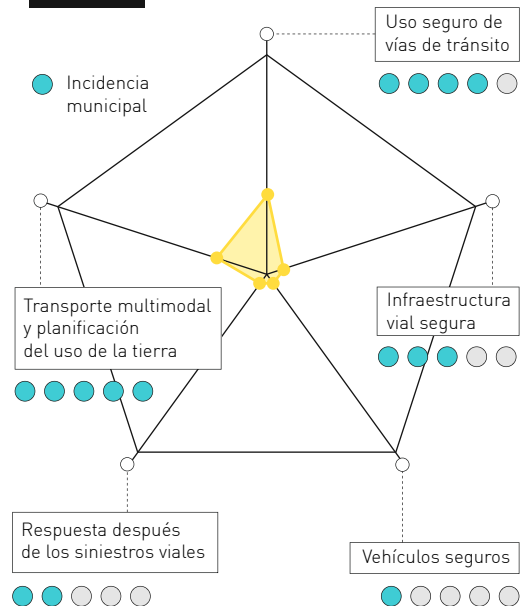 Uso seguro de
vías de tránsito
Incidencia
municipal
Transporte multimodal
y planificación
del uso de la tierra
Infraestructura
vial segura
Respuesta después
de los siniestros viales
Vehículos seguros